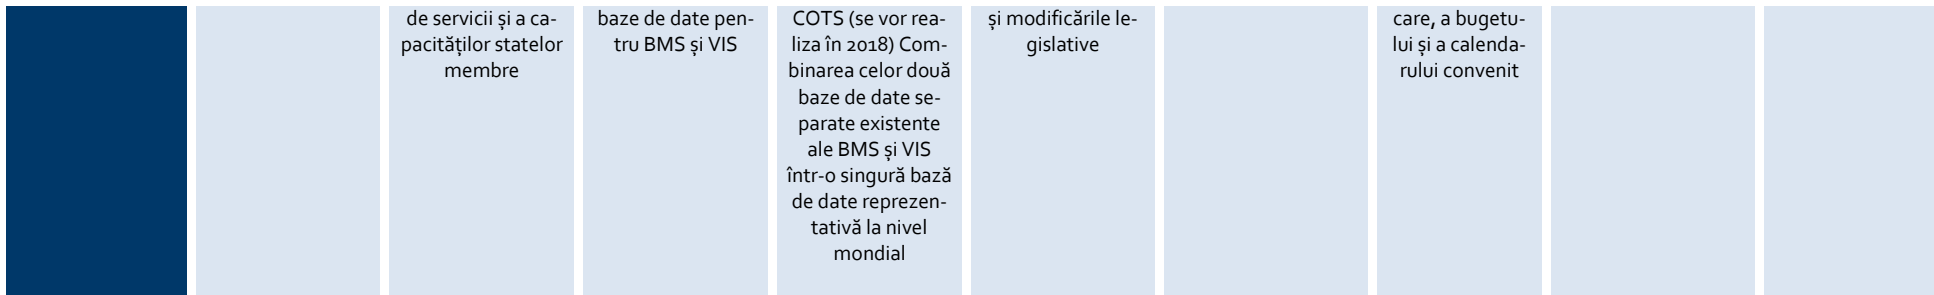 de servicii și a ca-
pacităților statelor
membre
baze de date pen-
tru BMS și VIS
COTS (se vor rea-
liza în 2018) Com-
binarea celor două
baze de date se-
parate existente
ale BMS și VIS
într-o singură bază
de date reprezen-
tativă la nivel
mondial
și modificările le-
gislative
care, a bugetu-
lui și a calenda-
rului convenit